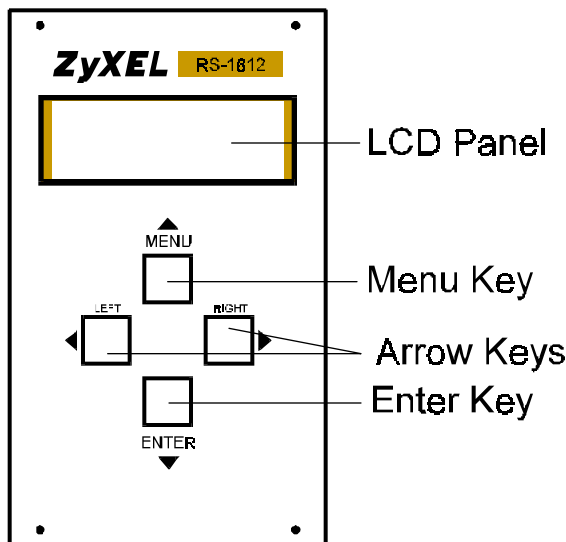 ZyXEL RS-1612
LCD Panel
MENU
Menu Key
LEFT RIGHT
Arrow Keys
Enter Key
ENTER